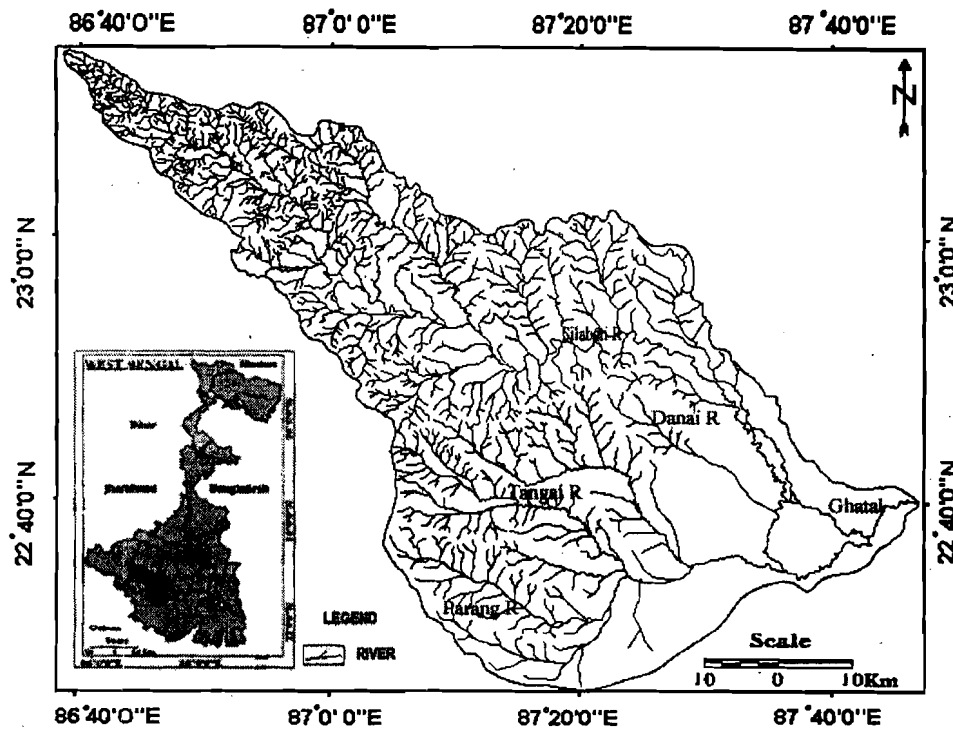 86°40'0"E 87°0'0"E 87°20'0"E 87°40'0"E
N
23°0'0"N
23°0'0"N
Silabati R
WEST BENGAL
Bihar
Danai R
Jharkhand
Bangladesh
22°40'0"N
Tangai R
Ghatal
22°40'0"N
Parang R
LEGEND
RIVER
Scale
10 0 10Km
86°40'0"E 87°0'0"E 87°20'0"E 87°40'0"E